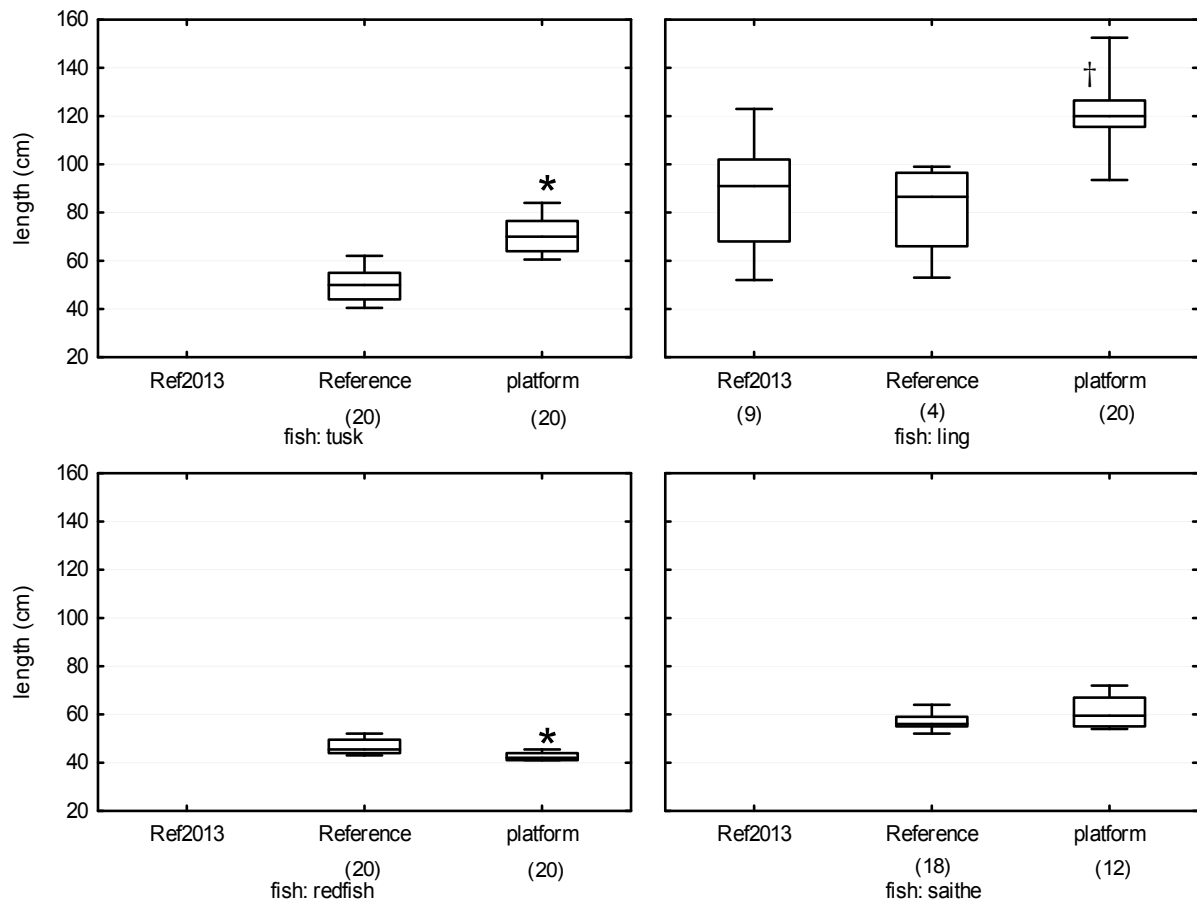 160
140
120
100
80
60
40
20
length (cm)
*
†
Ref2013 Reference platform
(20) (20)
fish: tusk
Ref2013 Reference platform
(9) (4) (20)
fish: ling
160
140
120
100
80
60
40
20
length (cm)
*
Ref2013 Reference platform
(20) (20)
fish: redfish
Ref2013 Reference platform
(18) (12)
fish: saithe